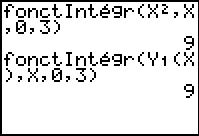 fonctIntégr(X²,X
,0,3)
9
fonctIntégr(Y₁(X
),X,0,3)
9